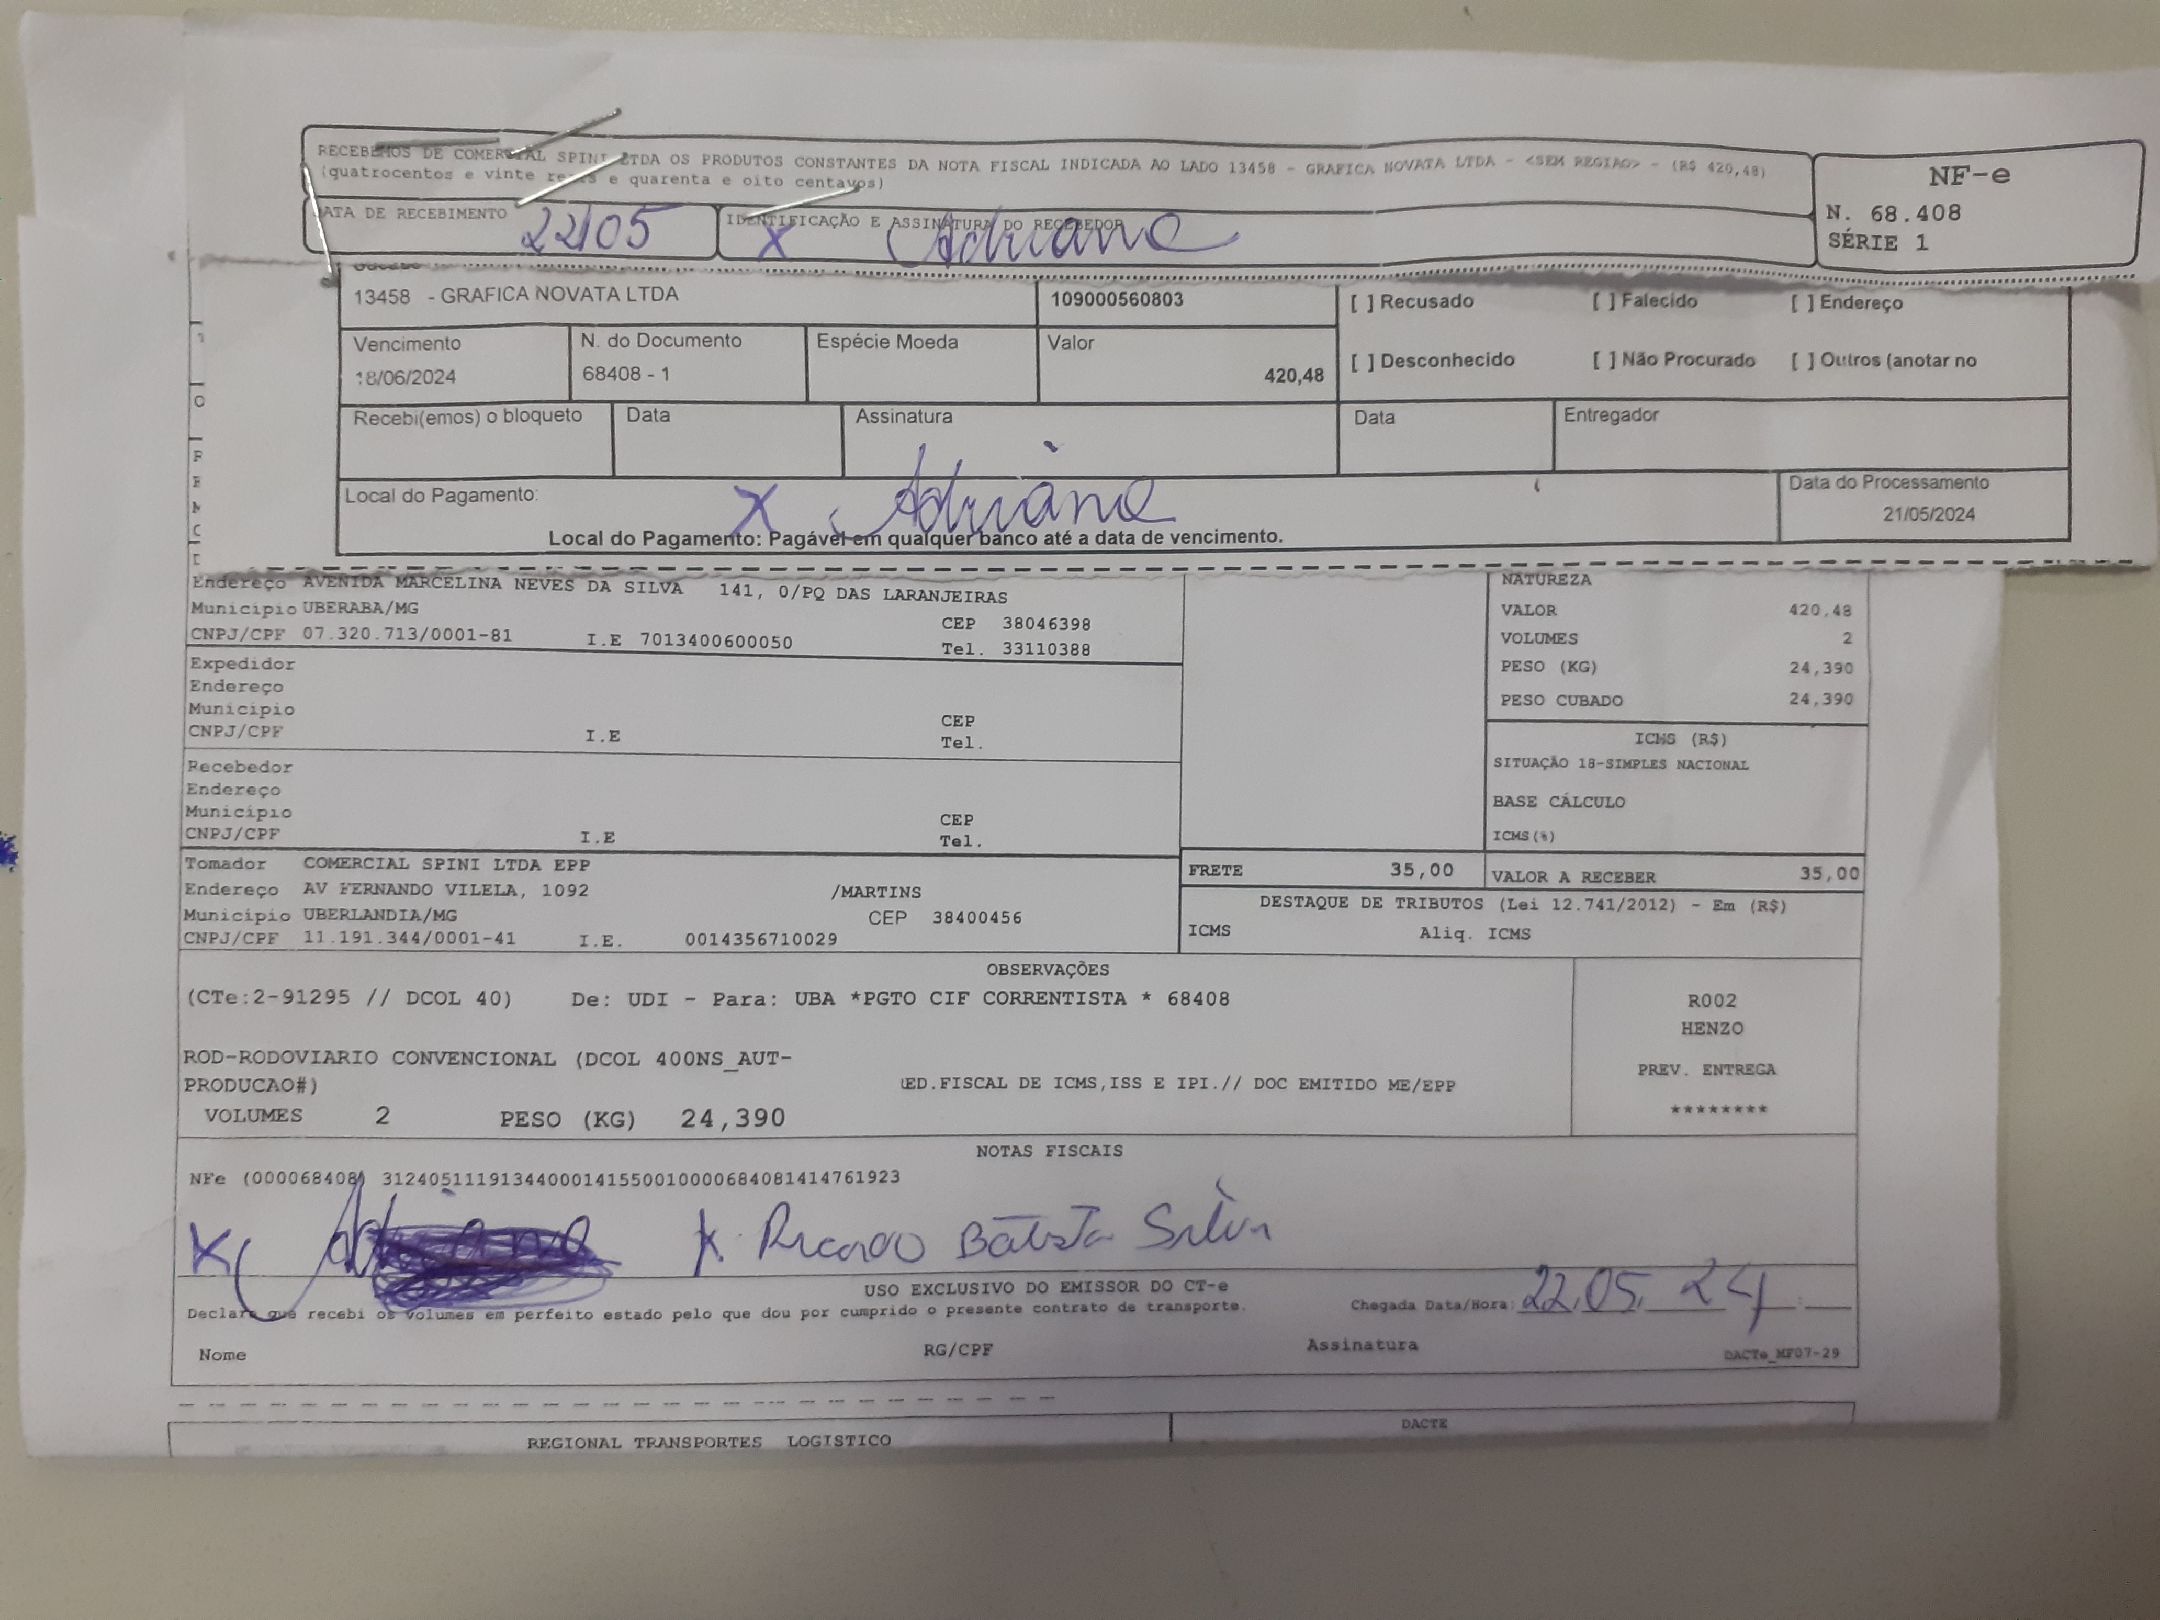 RECEBEMOS DE COMERCIAL SPINI LTDA OS PRODUTOS CONSTANTES DA NOTA FISCAL INDICADA AO LADO 13458 - GRAFICA NOVATA LTDA - <SEM REGIAO> - (R$ 420,48)
(quatrocentos e vinte reais e quarenta e oito centavos)
NF-e
N. 68.408
SÉRIE 1
DATA DE RECEBIMENTO 22/05
IDENTIFICAÇÃO E ASSINATURA DO RECEBEDOR
X Adriane
13458 - GRAFICA NOVATA LTDA 109000560803
[ ] Recusado [ ] Falecido [ ] Endereço
Vencimento N. do Documento Espécie Moeda Valor
18/06/2024 68408 - 1 420,48
[ ] Desconhecido [ ] Não Procurado [ ] Outros (anotar no
Recebi(emos) o bloqueto Data Assinatura Data Entregador
Local do Pagamento: X Adriane
Data do Processamento
21/05/2024
Local do Pagamento: Pagável em qualquer banco até a data de vencimento.
Endereço AVENIDA MARCELINA NEVES DA SILVA 141, 0/PQ DAS LARANJEIRAS
Municipio UBERABA/MG CEP 38046398
CNPJ/CPF 07.320.713/0001-81 I.E 7013400600050 Tel. 33110388
NATUREZA
VALOR 420,48
VOLUMES 2
PESO (KG) 24,390
PESO CUBADO 24,390
Expedidor
Endereço
Município CEP
CNPJ/CPF I.E Tel.
ICMS (R$)
SITUAÇÃO 18-SIMPLES NACIONAL
BASE CÁLCULO
ICMS(%)
Recebedor
Endereço
Município CEP
CNPJ/CPF I.E Tel.
Tomador COMERCIAL SPINI LTDA EPP
Endereço AV FERNANDO VILELA, 1092 /MARTINS
Município UBERLANDIA/MG CEP 38400456
CNPJ/CPF 11.191.344/0001-41 I.E. 0014356710029
FRETE 35,00 VALOR A RECEBER 35,00
DESTAQUE DE TRIBUTOS (Lei 12.741/2012) - Em (R$)
ICMS Aliq. ICMS
OBSERVAÇÕES
(CTe:2-91295 // DCOL 40) De: UDI - Para: UBA *PGTO CIF CORRENTISTA * 68408
ROD-RODOVIARIO CONVENCIONAL (DCOL 400NS_AUT-
PRODUCAO#) ED.FISCAL DE ICMS,ISS E IPI.// DOC EMITIDO ME/EPP
VOLUMES 2 PESO (KG) 24,390
R002
HENZO
PREV. ENTREGA
********
NOTAS FISCAIS
NFe (000068408) 31240511191344000141550010000684081414761923
X X Ricardo Batista Silva
USO EXCLUSIVO DO EMISSOR DO CT-e
Declaro que recebi os volumes em perfeito estado pelo que dou por cumprido o presente contrato de transporte.
Chegada Data/Hora: 22.05.24
Nome RG/CPF Assinatura
DACTe_MF07-29
REGIONAL TRANSPORTES LOGISTICO
DACTE